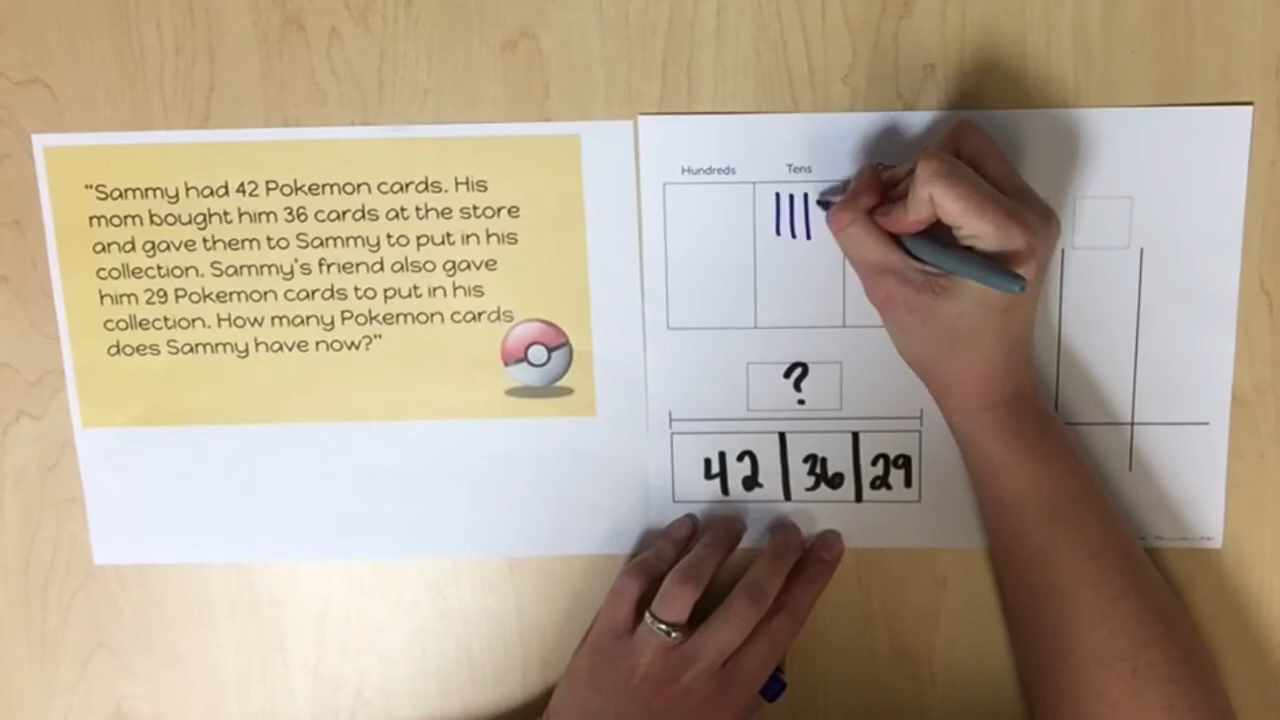 "Sammy had 42 Pokemon cards. His
mom bought him 36 cards at the store
and gave them to Sammy to put in his
collection. Sammy's friend also gave
him 29 Pokemon cards to put in his
collection. How many Pokemon cards
does Sammy have now?"
Hundreds Tens
?
42 36 29